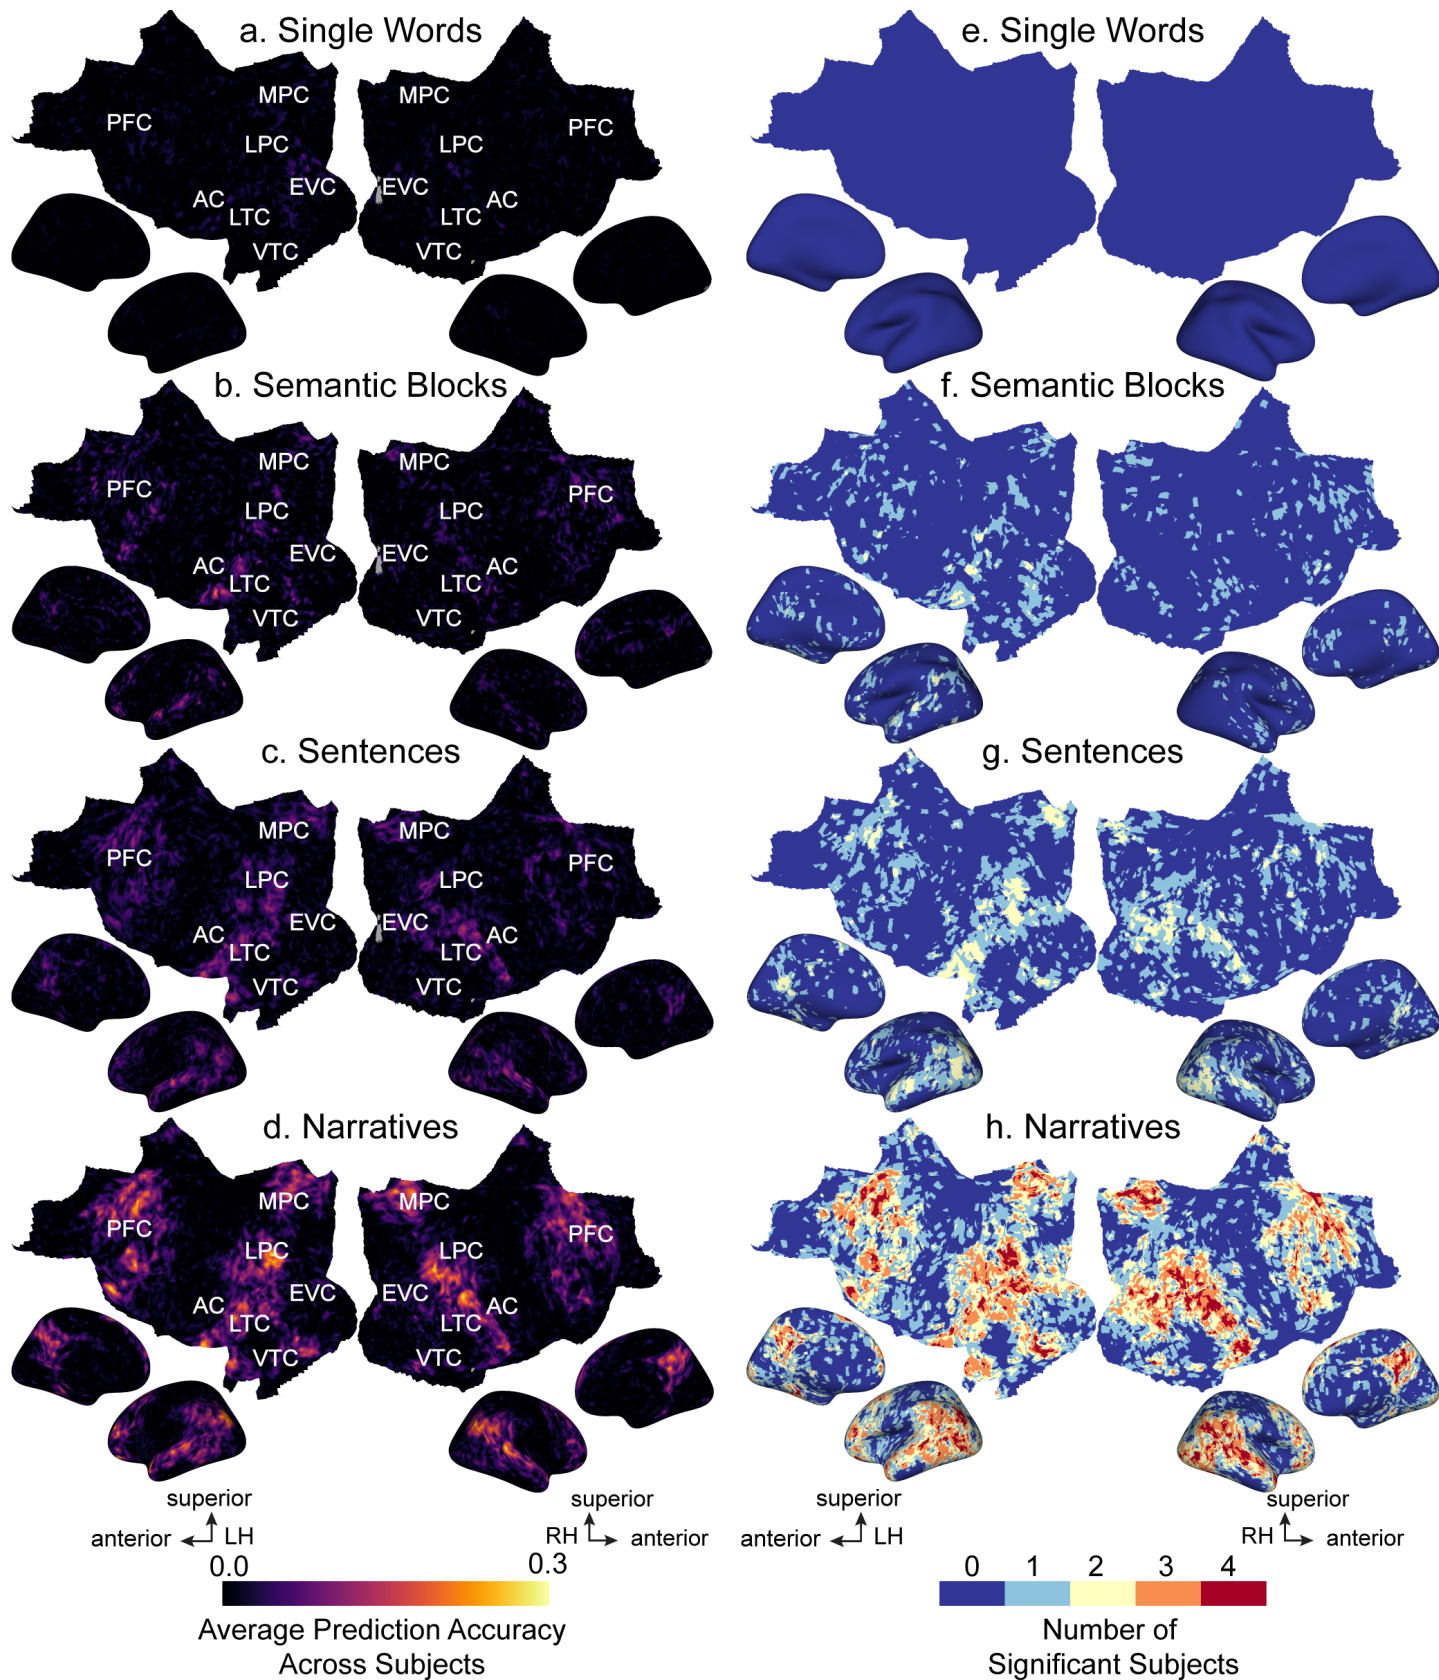 a. Single Words
e. Single Words
MPC
MPC
PFC
PFC
LPC
LPC
EVC
EVC
AC
AC
LTC
LTC
VTC
VTC
b. Semantic Blocks
f. Semantic Blocks
MPC
MPC
PFC
PFC
LPC
LPC
EVC
EVC
AC
AC
LTC
LTC
VTC
VTC
c. Sentences
g. Sentences
MPC
MPC
PFC
PFC
LPC
LPC
EVC
EVC
AC
AC
LTC
LTC
VTC
VTC
d. Narratives
h. Narratives
MPC
MPC
PFC
PFC
LPC
LPC
EVC
EVC
AC
AC
LTC
LTC
VTC
VTC
superior
anterior LH
superior
RH anterior
superior
anterior LH
superior
RH anterior
0.0 0.3
Average Prediction Accuracy
Across Subjects
0 1 2 3 4
Number of
Significant Subjects